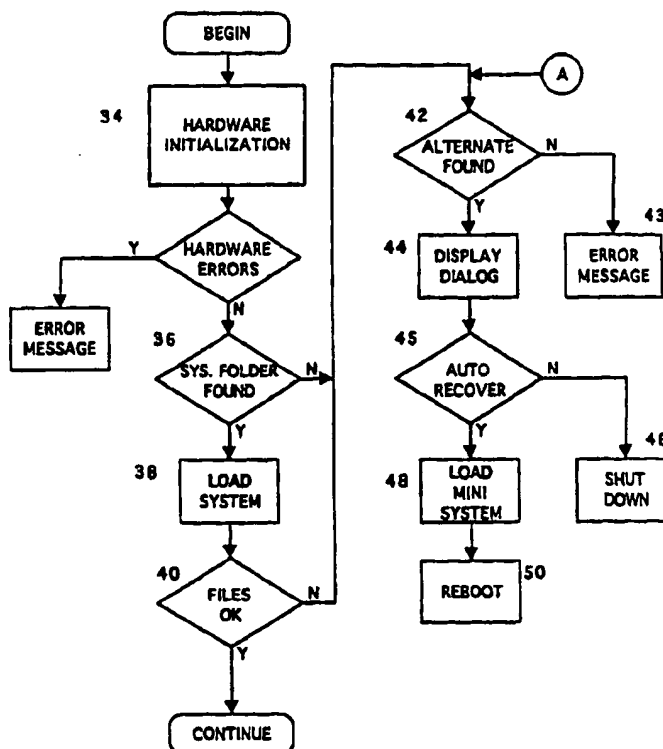 BEGIN
34
HARDWARE
INITIALIZATION
Y
HARDWARE
ERRORS
N
ERROR
MESSAGE
36
SYS. FOLDER
FOUND
N
Y
38
LOAD
SYSTEM
40
FILES
OK
N
Y
CONTINUE
A
42
ALTERNATE
FOUND
N
Y
43
ERROR
MESSAGE
44
DISPLAY
DIALOG
45
AUTO
RECOVER
N
Y
46
SHUT
DOWN
48
LOAD
MINI
SYSTEM
50
REBOOT